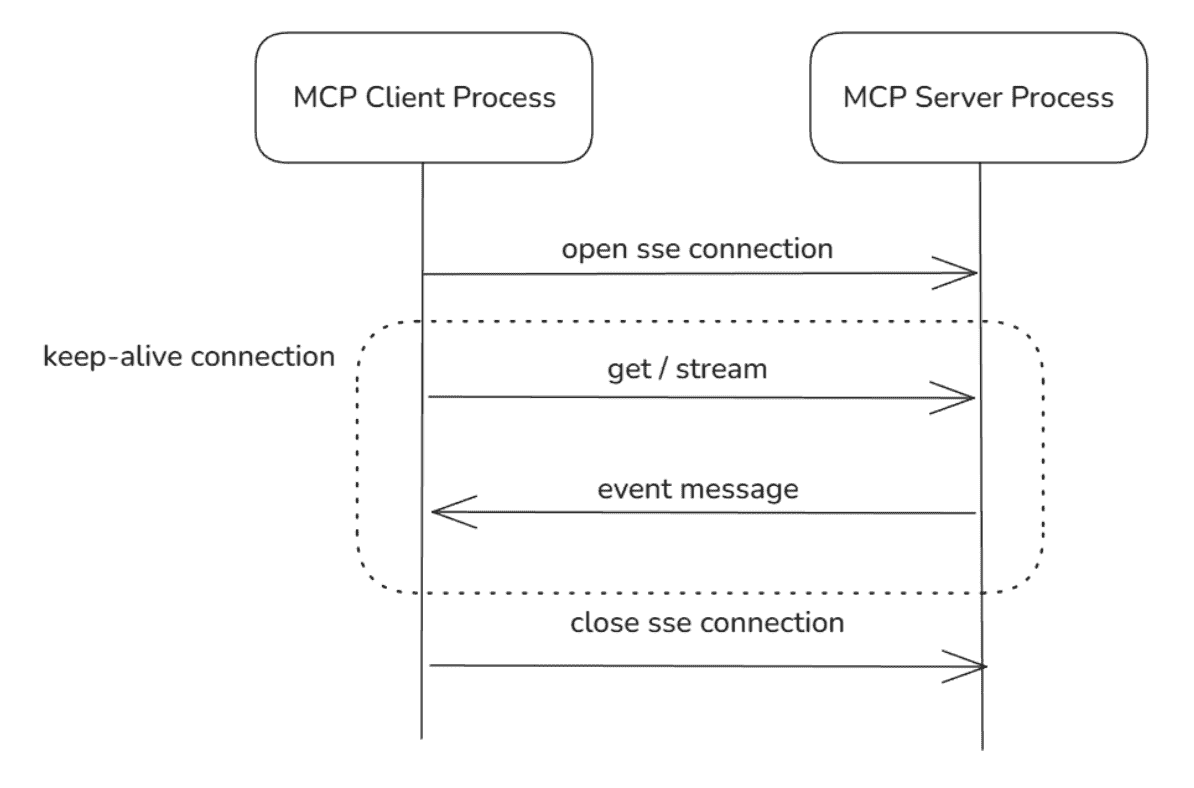 MCP Client Process
MCP Server Process
open sse connection
keep-alive connection
get / stream
event message
close sse connection